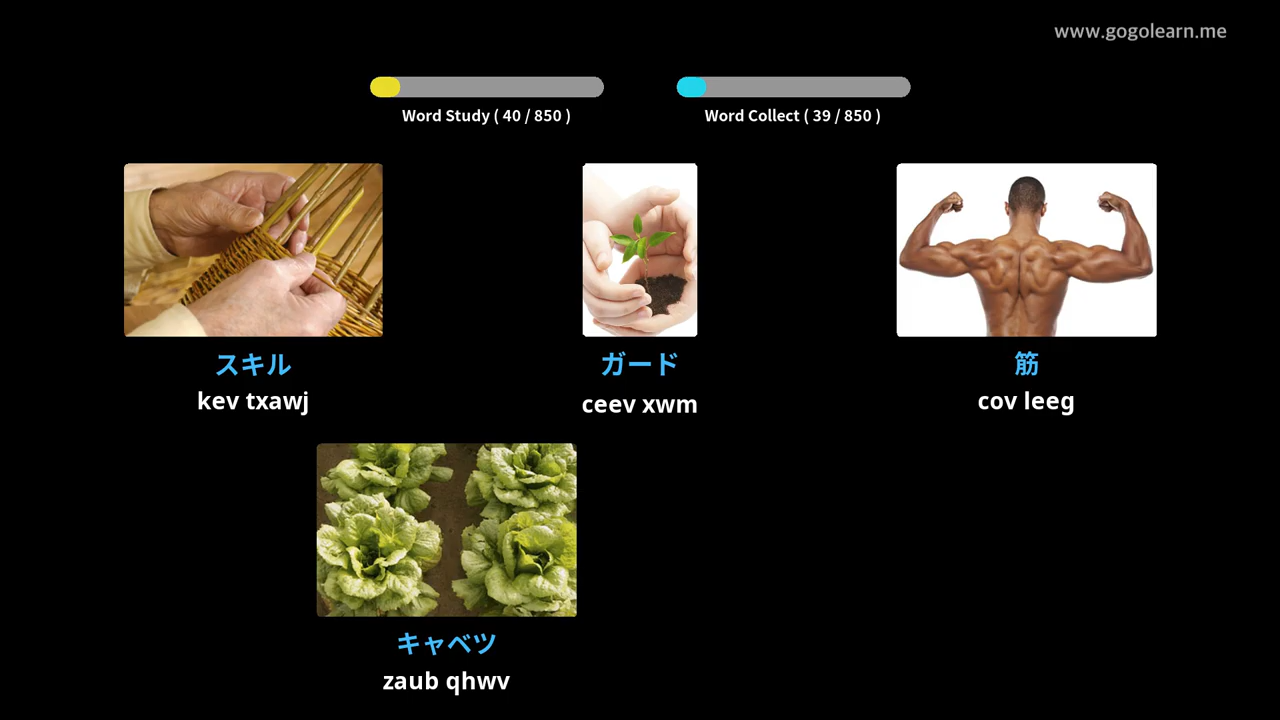 www.gogolearn.me
Word Study ( 40 / 850 )
Word Collect ( 39 / 850 )
スキル
kev txawj
ガード
ceev xwm
筋
cov leeg
キャベツ
zaub qhwv